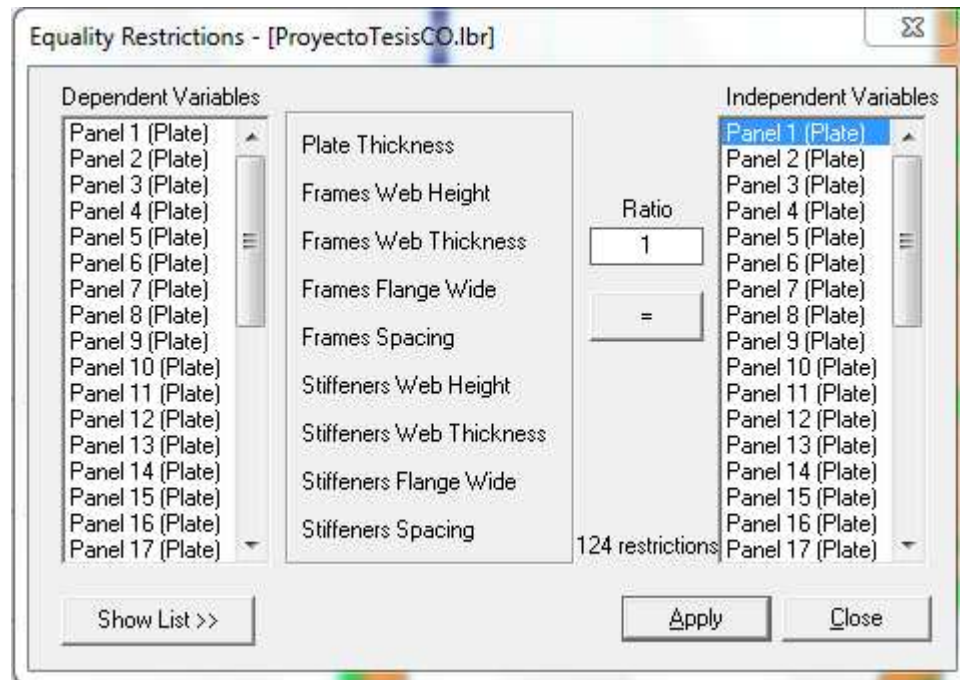 Equality Restrictions - [ProyectoTesisCO.lbr]
Dependent Variables
Panel 1 (Plate)
Panel 2 (Plate)
Panel 3 (Plate)
Panel 4 (Plate)
Panel 5 (Plate)
Panel 6 (Plate)
Panel 7 (Plate)
Panel 8 (Plate)
Panel 9 (Plate)
Panel 10 (Plate)
Panel 11 (Plate)
Panel 12 (Plate)
Panel 13 (Plate)
Panel 14 (Plate)
Panel 15 (Plate)
Panel 16 (Plate)
Panel 17 (Plate)
Plate Thickness
Frames Web Height
Frames Web Thickness
Frames Flange Wide
Frames Spacing
Stiffeners Web Height
Stiffeners Web Thickness
Stiffeners Flange Wide
Stiffeners Spacing
Ratio
1
=
124 restrictions
Independent Variables
Panel 1 (Plate)
Panel 2 (Plate)
Panel 3 (Plate)
Panel 4 (Plate)
Panel 5 (Plate)
Panel 6 (Plate)
Panel 7 (Plate)
Panel 8 (Plate)
Panel 9 (Plate)
Panel 10 (Plate)
Panel 11 (Plate)
Panel 12 (Plate)
Panel 13 (Plate)
Panel 14 (Plate)
Panel 15 (Plate)
Panel 16 (Plate)
Panel 17 (Plate)
Show List >>
Apply
Close